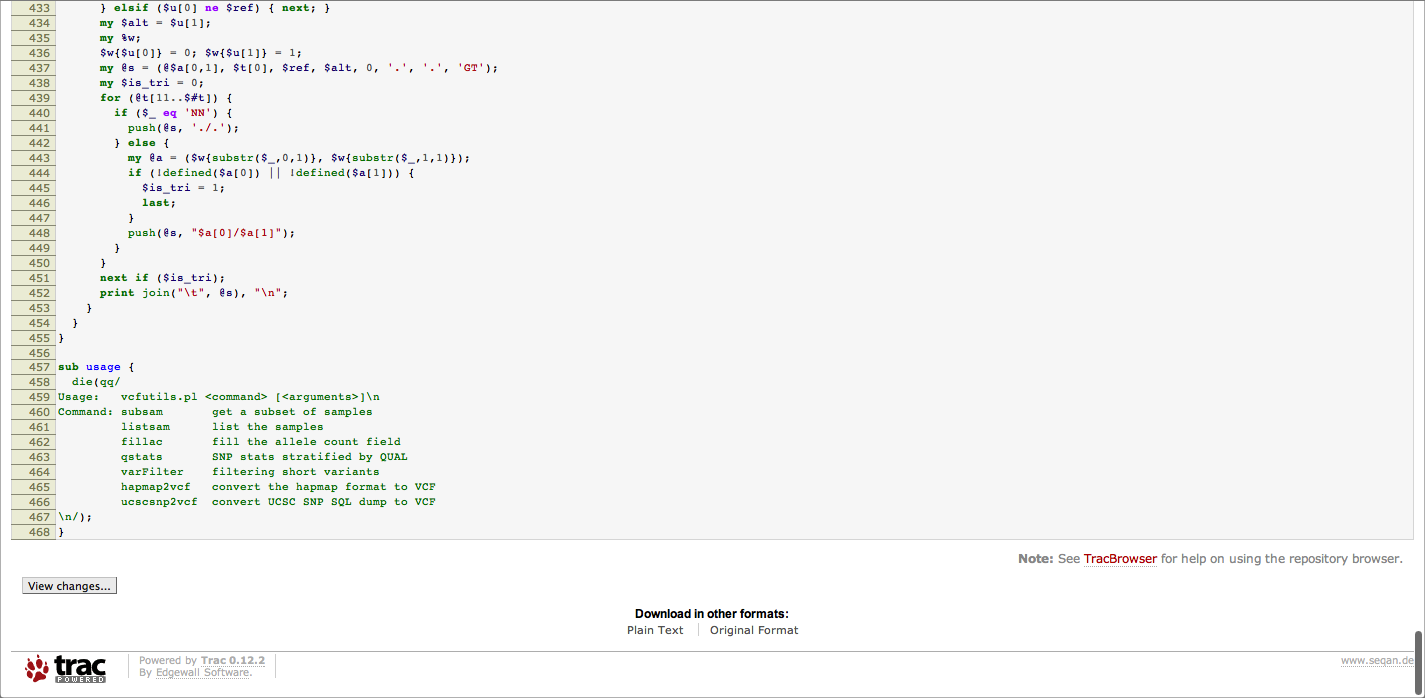 433       } elsif ($u[0] ne $ref) { next; }
434       my $alt = $u[1];
435       my %w;
436       $w{$u[0]} = 0; $w{$u[1]} = 1;
437       my @s = (@$a[0,1], $t[0], $ref, $alt, 0, '.', '.', 'GT');
438       my $is_tri = 0;
439       for (@t[11..$#t]) {
440         if ($_ eq 'NN') {
441           push(@s, './.');
442         } else {
443           my @a = ($w{substr($_,0,1)}, $w{substr($_,1,1)});
444           if (!defined($a[0]) || !defined($a[1])) {
445             $is_tri = 1;
446             last;
447           }
448           push(@s, "$a[0]/$a[1]");
449         }
450       }
451       next if ($is_tri);
452       print join("\t", @s), "\n";
453     }
454   }
455 }
456
457 sub usage {
458   die(qq/
459 Usage:   vcfutils.pl <command> [<arguments>]\n
460 Command: subsam       get a subset of samples
461          listsam      list the samples
462          fillac       fill the allele count field
463          qstats       SNP stats stratified by QUAL
464          varFilter    filtering short variants
465          hapmap2vcf   convert the hapmap format to VCF
466          ucscsnp2vcf  convert UCSC SNP SQL dump to VCF
467 \n/);
468 }
Note: See TracBrowser for help on using the repository browser.
View changes...
Download in other formats:
Plain Text Original Format
trac POWERED
Powered by Trac 0.12.2
By Edgewall Software.
www.seqan.de